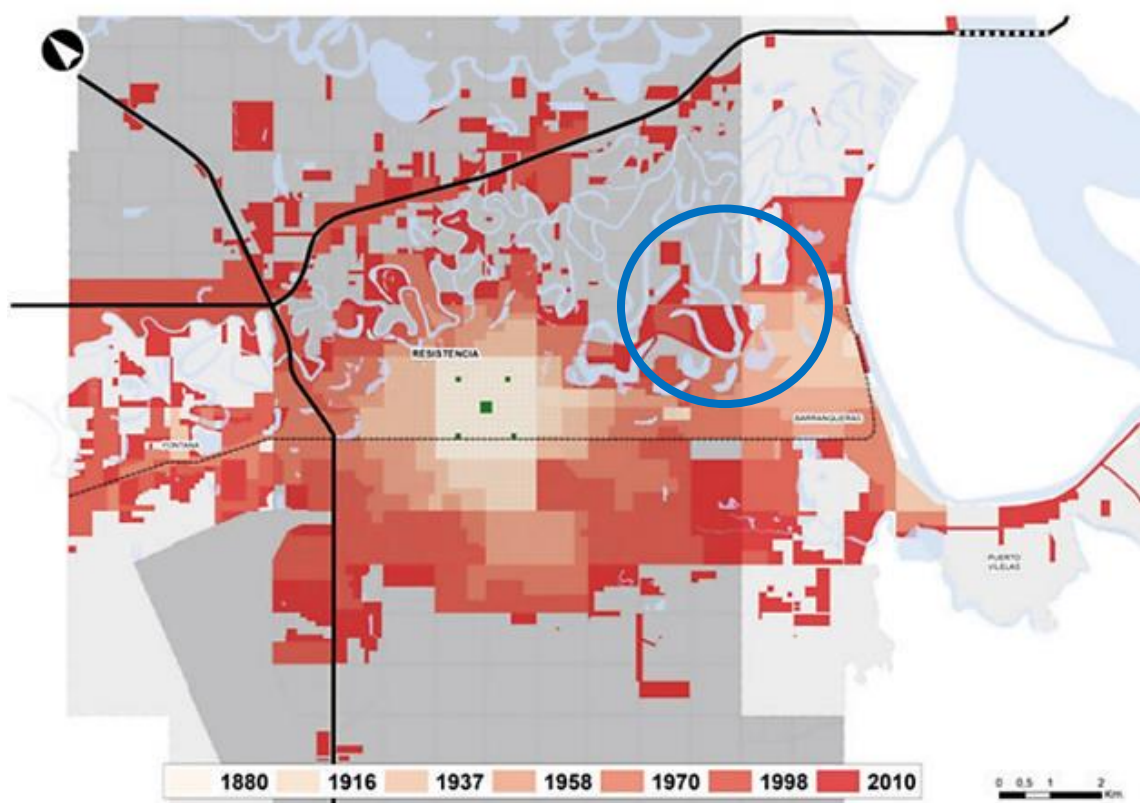 RESISTENCIA
BARRANQUERAS
FONTANA
PUERTO
VILELAS
1880 1916 1937 1958 1970 1998 2010
0 0.5 1 2
Km.